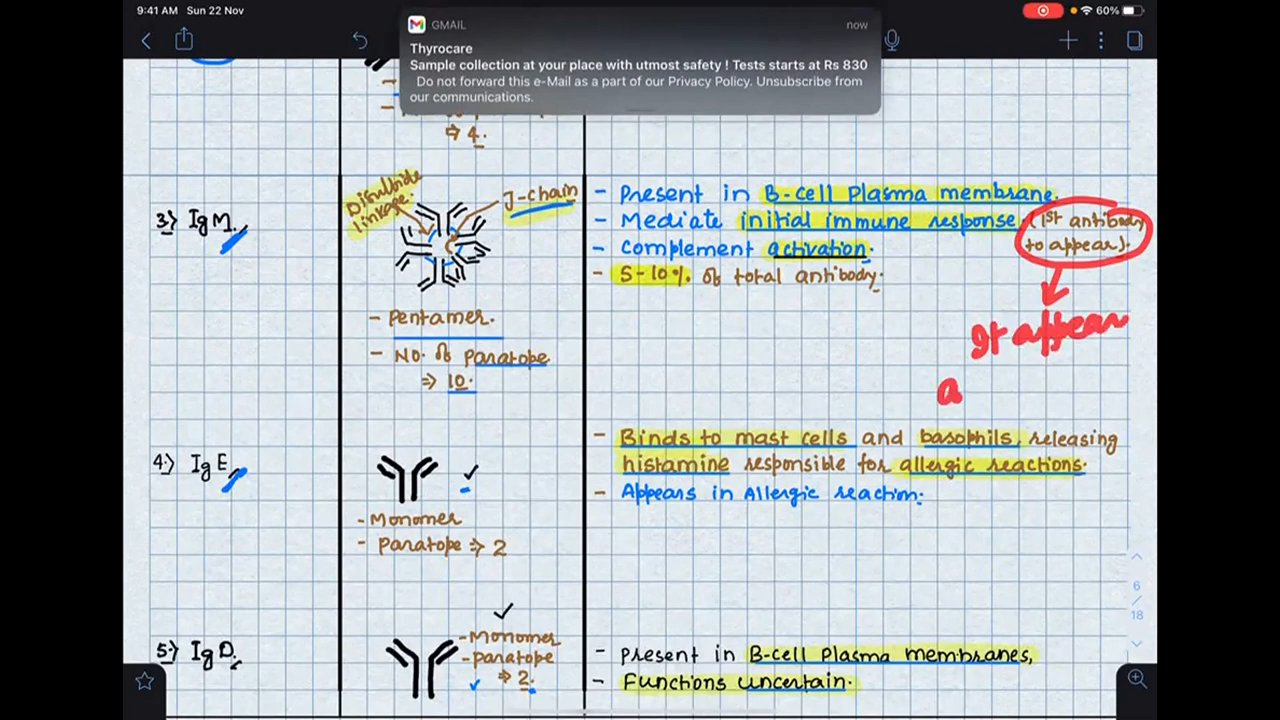 9:41 AM Sun 22 Nov
60%
GMAIL
now
Thyrocare
Sample collection at your place with utmost safety ! Tests starts at Rs 830
Do not forward this e-Mail as a part of our Privacy Policy. Unsubscribe from
our communications.
⇒ 4.
3⟩ IgM.
Disulphide
linkage.
J-chain
- Pentamer.
- No. of paratope
⇒ 10.
- Present in B-cell plasma membrane.
- Mediate initial immune response (1st antibody
to appear).
- Complement activation.
- 5-10% of total antibody.
It appear
a
4⟩ IgE
- Monomer
- Paratope ⇒ 2
- Binds to mast cells and basophils, releasing
histamine responsible for allergic reactions.
- Appears in Allergic reaction.
5⟩ IgD.
- Monomer
- paratope
⇒ 2.
- present in B-cell plasma membranes,
- Functions uncertain.
6
/
18